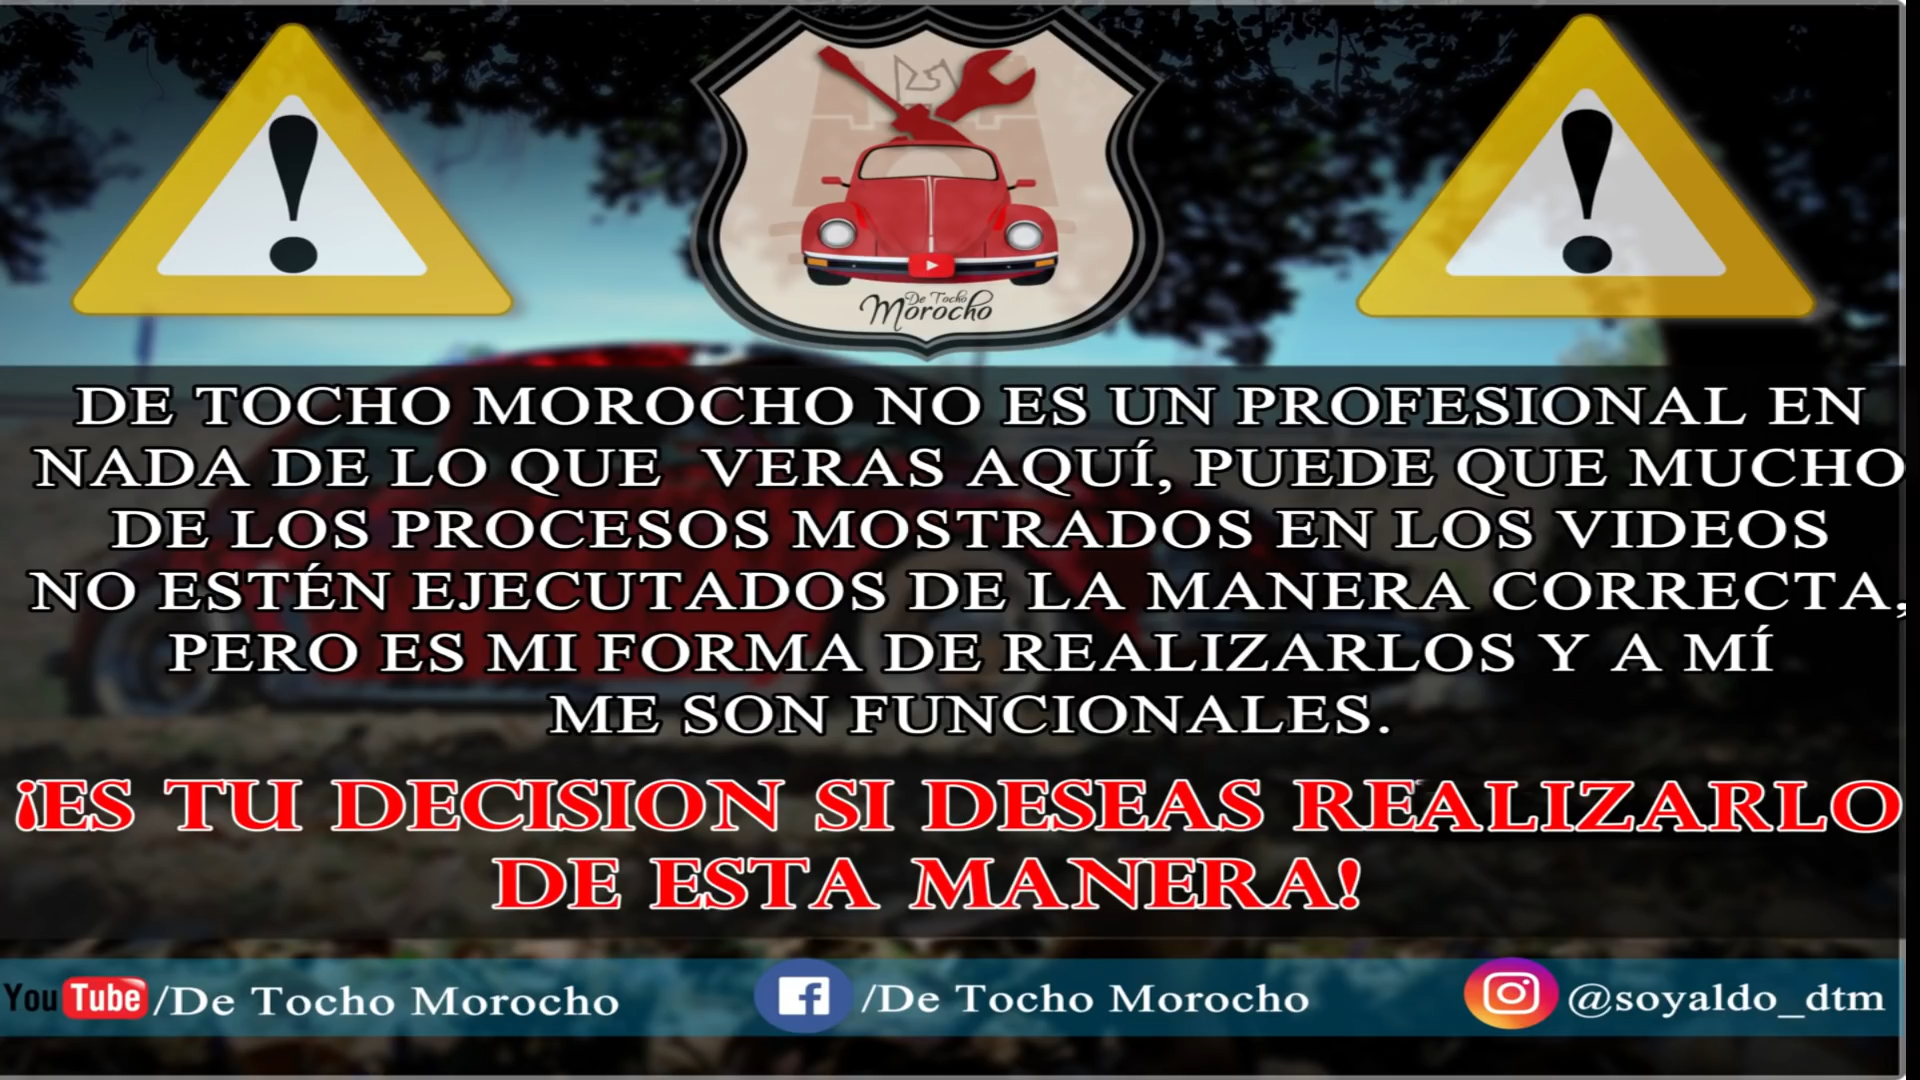 De Tocho
Morocho
DE TOCHO MOROCHO NO ES UN PROFESIONAL EN
NADA DE LO QUE VERAS AQUÍ, PUEDE QUE MUCHO
DE LOS PROCESOS MOSTRADOS EN LOS VIDEOS
NO ESTÉN EJECUTADOS DE LA MANERA CORRECTA,
PERO ES MI FORMA DE REALIZARLOS Y A MÍ
ME SON FUNCIONALES.
¡ES TU DECISION SI DESEAS REALIZARLO
DE ESTA MANERA!
YouTube /De Tocho Morocho
f /De Tocho Morocho
@soyaldo_dtm